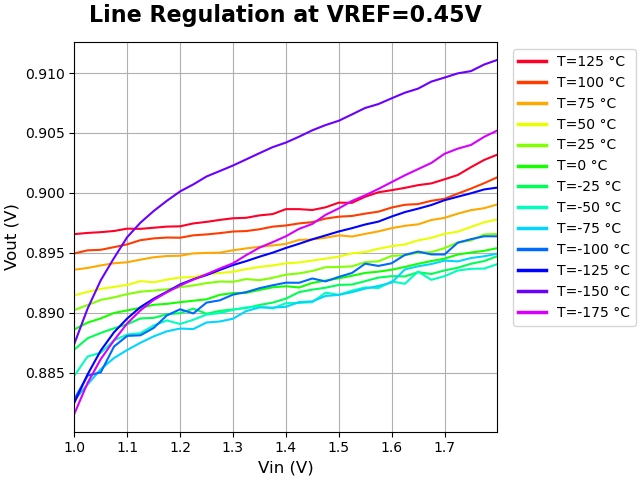 Line Regulation at VREF=0.45V
Vout (V)
0.910
0.905
0.900
0.895
0.890
0.885
1.0 1.1 1.2 1.3 1.4 1.5 1.6 1.7
Vin (V)
T=125 °C
T=100 °C
T=75 °C
T=50 °C
T=25 °C
T=0 °C
T=-25 °C
T=-50 °C
T=-75 °C
T=-100 °C
T=-125 °C
T=-150 °C
T=-175 °C